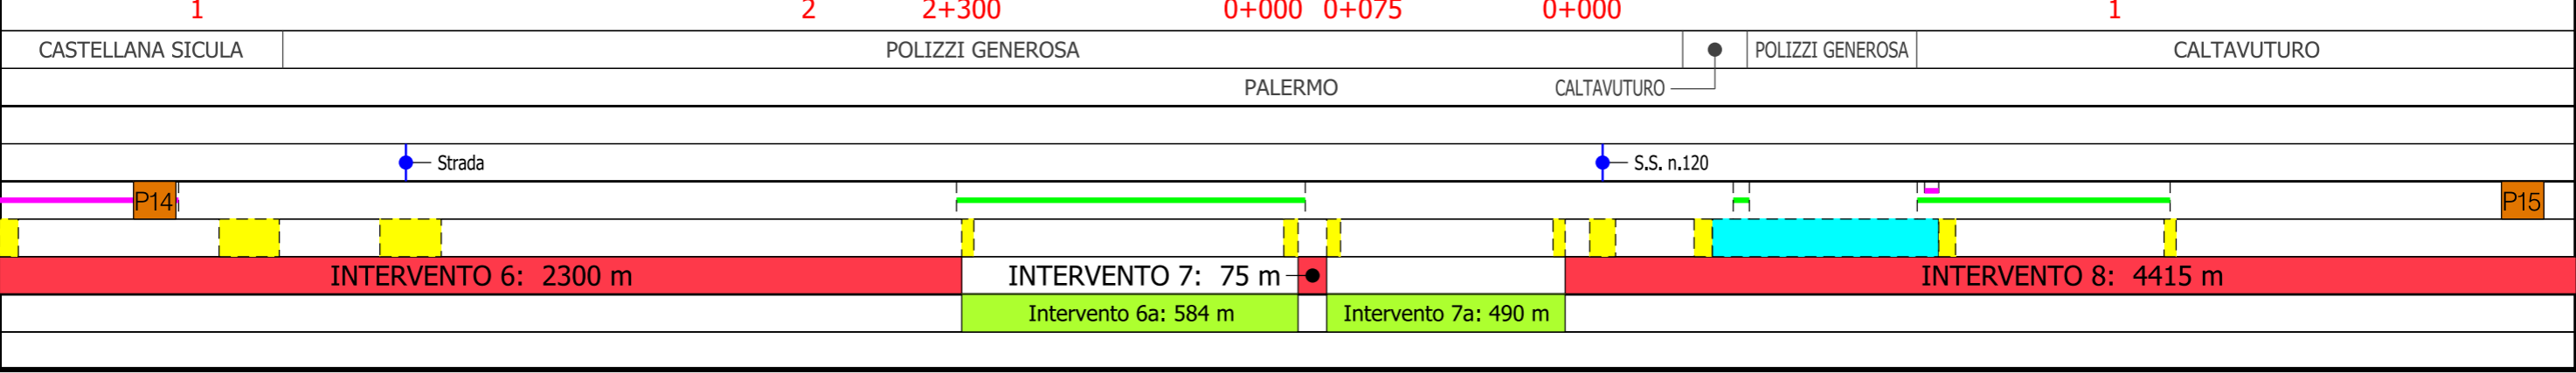 1 2 2+300 0+000 0+075 0+000 1
CASTELLANA SICULA POLIZZI GENEROSA POLIZZI GENEROSA CALTAVUTURO
PALERMO CALTAVUTURO
Strada S.S. n.120
P14 P15
INTERVENTO 6: 2300 m INTERVENTO 7: 75 m INTERVENTO 8: 4415 m
Intervento 6a: 584 m Intervento 7a: 490 m